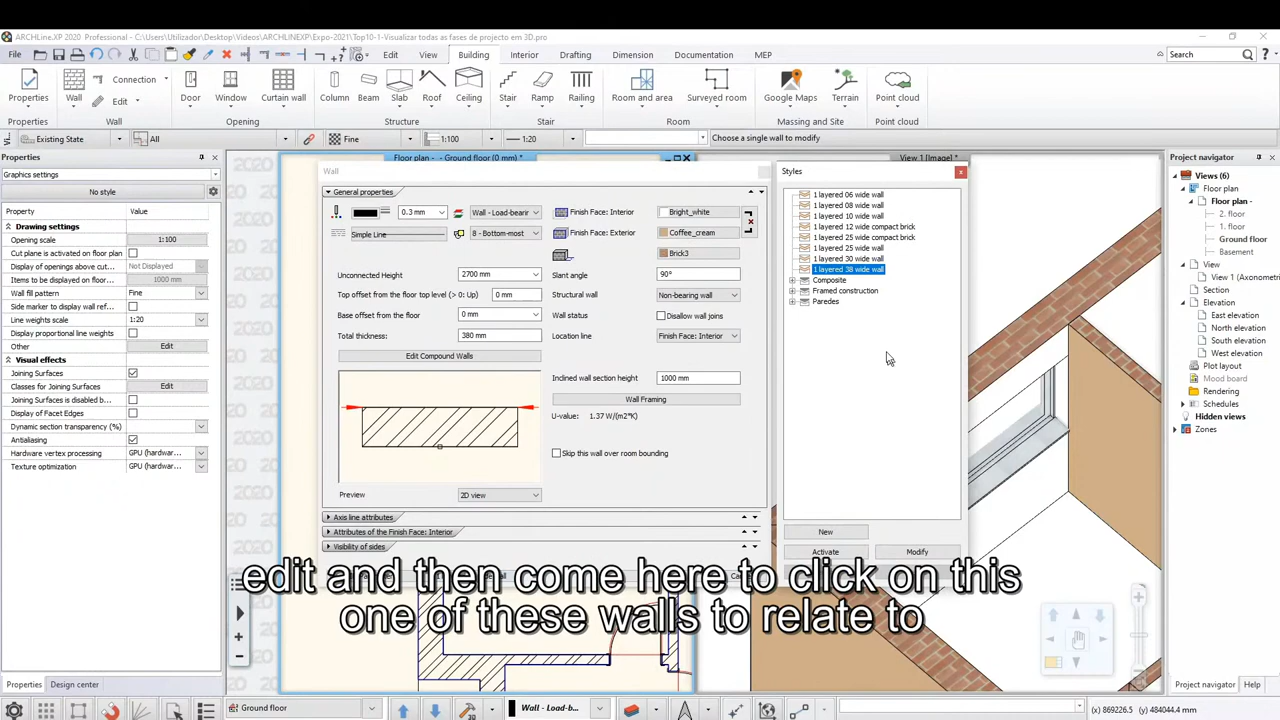 ARCHLine.XP 2020 Professional - C:\Users\Utilizador\Desktop\Videos\ARCHLINEXP\Expo-2021\Top10-1-Visualizar todas as fases de projecto em 3D.pro
File
Edit
View
Building
Interior
Drafting
Dimension
Documentation
MEP
Search
Properties
Wall
Connection
Edit
Door
Window
Curtain wall
Column
Beam
Slab
Roof
Ceiling
Stair
Ramp
Railing
Room and area
Surveyed room
Google Maps
Terrain
Point cloud
Properties
Wall
Opening
Structure
Stair
Room
Massing and Site
Point cloud
Existing State
All
Fine
1:100
1:20
Choose a single wall to modify
Properties
Graphics settings
No style
Property
Value
Drawing settings
Opening scale
1:100
Cut plane is activated on floor plan
Display of openings above cut...
Not Displayed
Items to be displayed on floor...
1000 mm
Wall fill pattern
Fine
Side marker to display wall ref...
Line weights scale
1:20
Display proportional line weights
Other
Edit
Visual effects
Joining Surfaces
Classes for Joining Surfaces
Edit
Joining Surfaces is disabled b...
Display of Facet Edges
Dynamic section transparency (%)
Antialiasing
Hardware vertex processing
GPU (hardwar...
Texture optimization
GPU (hardwar...
Properties
Design center
2020
Floor plan - - Ground floor (0 mm) *
View 1 [Image] *
Wall
General properties
0.3 mm
Wall - Load-bearir
Finish Face: Interior
Bright_white
Simple Line
8 - Bottom-most
Finish Face: Exterior
Coffee_cream
Brick3
Unconnected Height
2700 mm
Slant angle
90°
Top offset from the floor top level (> 0: Up)
0 mm
Structural wall
Non-bearing wall
Base offset from the floor
0 mm
Wall status
Disallow wall joins
Total thickness:
380 mm
Location line
Finish Face: Interior
Edit Compound Walls
Inclined wall section height
1000 mm
Wall Framing
U-value: 1.37 W/(m2*K)
Skip this wall over room bounding
Preview
2D view
Axis line attributes
Attributes of the Finish Face: Interior
Visibility of sides
Styles
1 layered 06 wide wall
1 layered 08 wide wall
1 layered 10 wide wall
1 layered 12 wide compact brick
1 layered 25 wide compact brick
1 layered 25 wide wall
1 layered 30 wide wall
1 layered 38 wide wall
Composite
Framed construction
Paredes
New
Activate
Modify
Project navigator
Views (6)
Floor plan
Floor plan -
2. floor
1. floor
Ground floor
Basement
View
View 1 (Axonometri
Section
Elevation
East elevation
North elevation
South elevation
West elevation
Plot layout
Rendering
Mood board
Schedules
Hidden views
Zones
Project navigator
Help
edit and then come here to click on this
one of these walls to relate to
Ground floor
Wall - Load-b...
869226.5
484044.4 mm